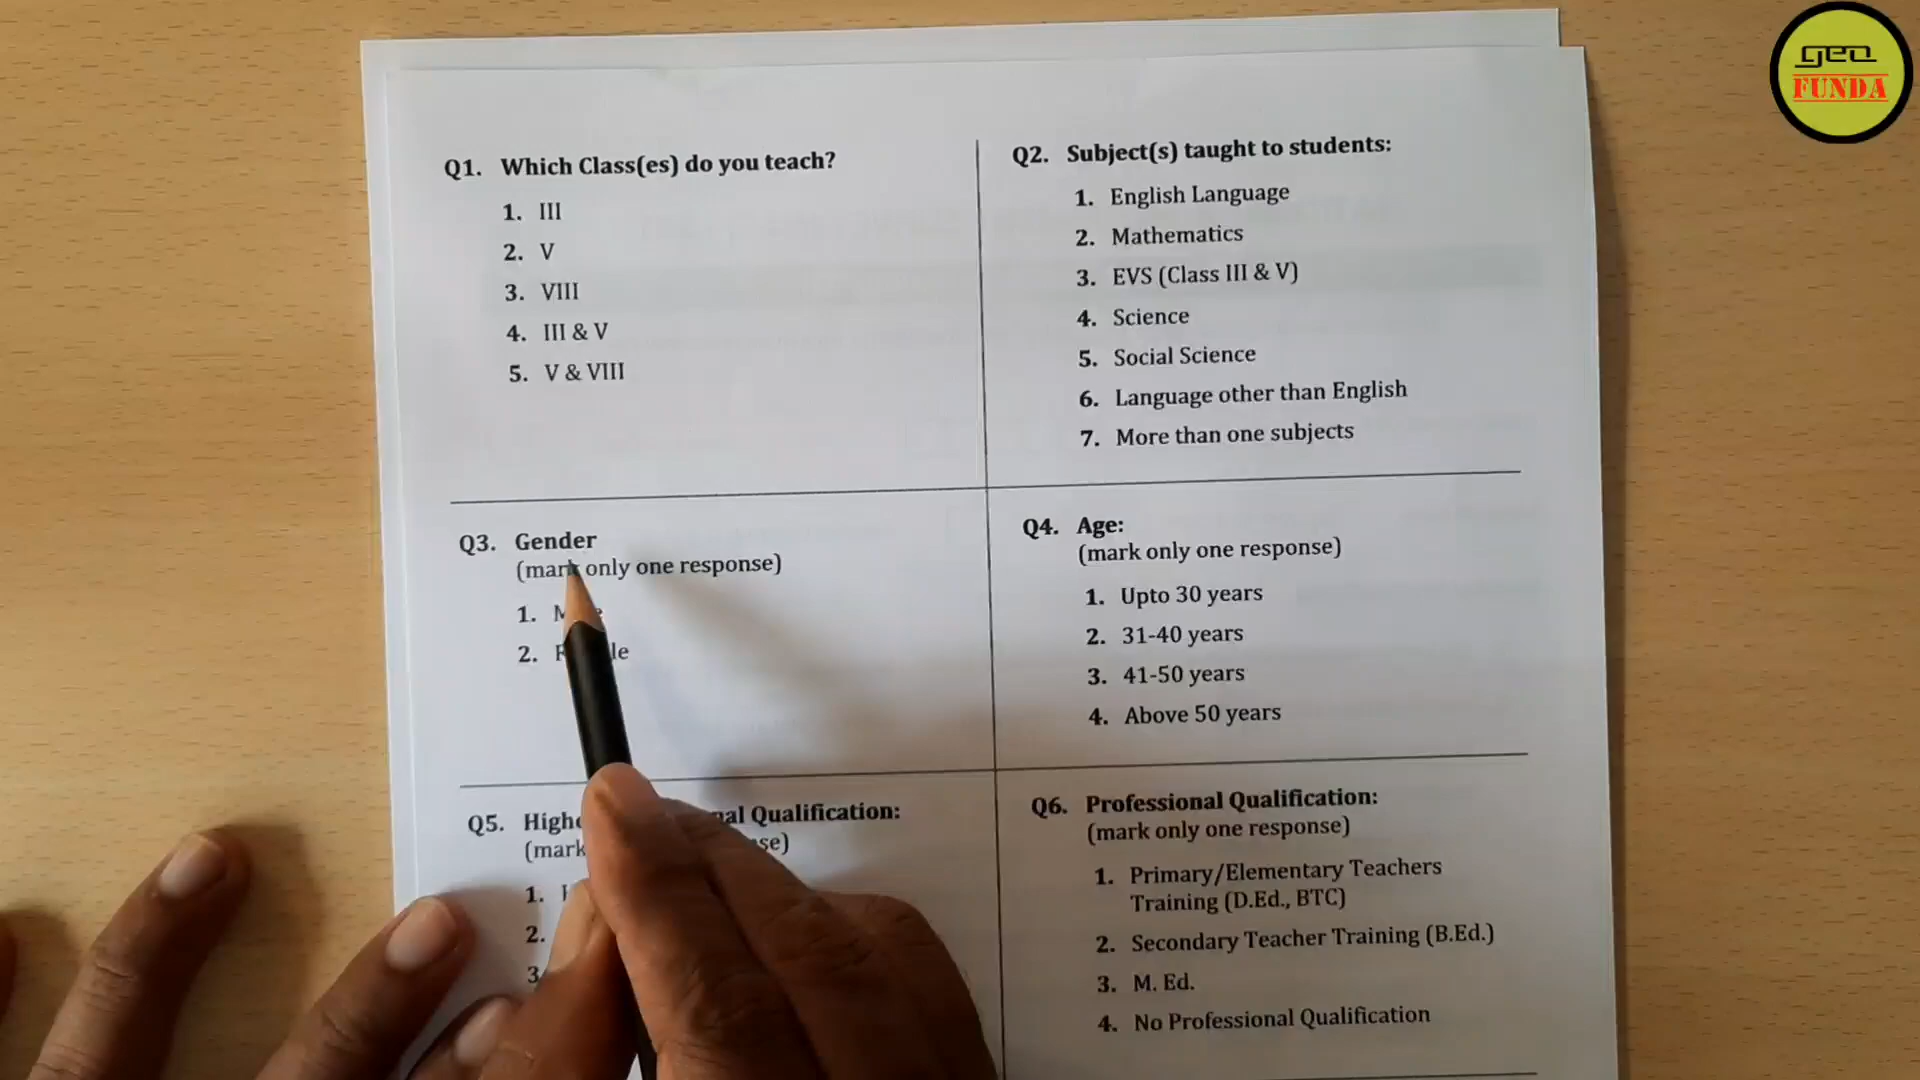 geo
FUNDA
Q1. Which Class(es) do you teach?
1. III
2. V
3. VIII
4. III & V
5. V & VIII
Q2. Subject(s) taught to students:
1. English Language
2. Mathematics
3. EVS (Class III & V)
4. Science
5. Social Science
6. Language other than English
7. More than one subjects
Q3. Gender
(mark only one response)
1.
2.
Q4. Age:
(mark only one response)
1. Upto 30 years
2. 31-40 years
3. 41-50 years
4. Above 50 years
Q5. Qualification:
(mark
1.
2.
3.
Q6. Professional Qualification:
(mark only one response)
1. Primary/Elementary Teachers
Training (D.Ed., BTC)
2. Secondary Teacher Training (B.Ed.)
3. M. Ed.
4. No Professional Qualification